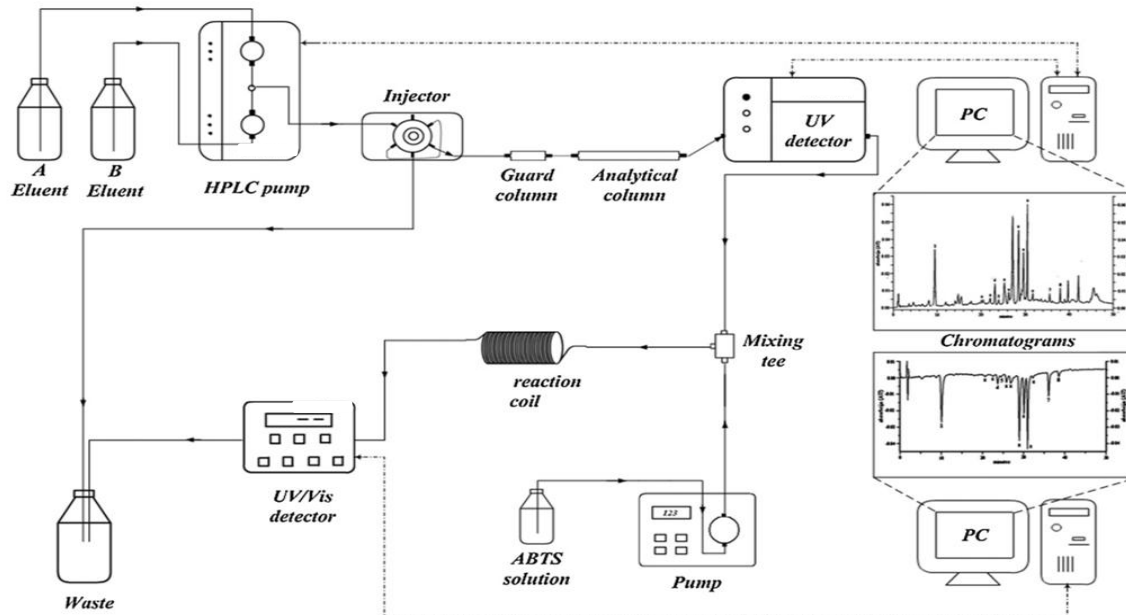 A
Eluent
B
Eluent
HPLC pump
Injector
Guard
column
Analytical
column
UV
detector
PC
Chromatograms
Mixing
tee
reaction
coil
UV/Vis
detector
Waste
ABTS
solution
123
Pump
PC